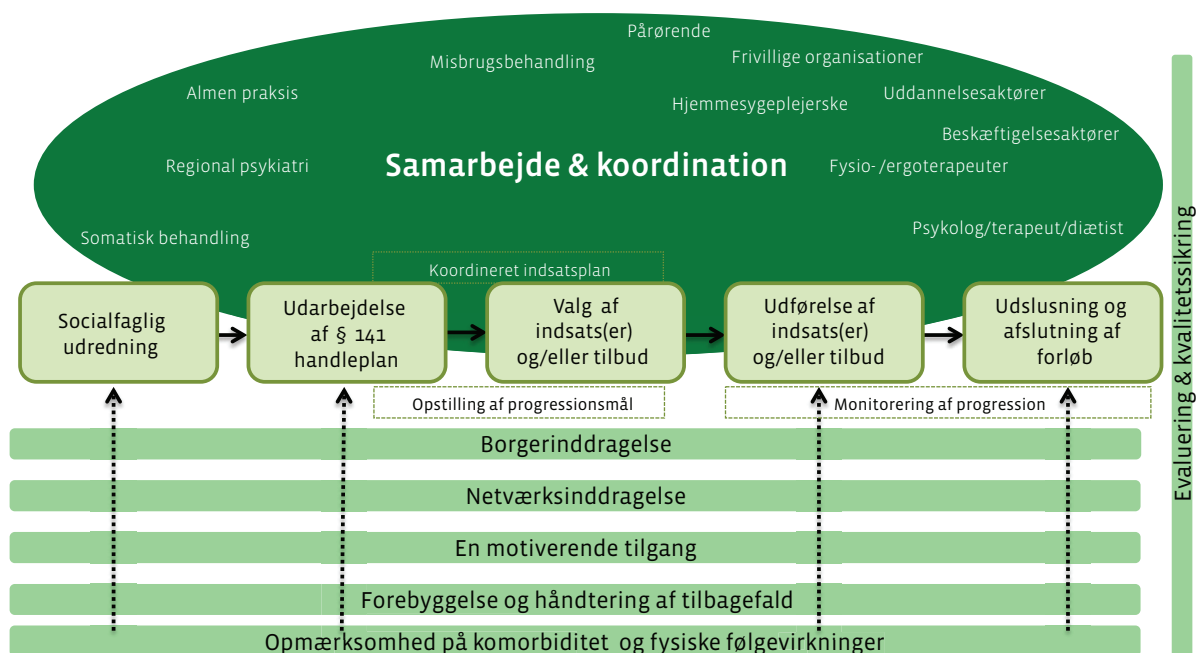 Pårørende
Misbrugsbehandling
Frivillige organisationer
Almen praksis
Hjemmesygeplejerske
Uddannelsesaktører
Beskæftigelsesaktører
Regional psykiatri
Samarbejde & koordination
Fysio-/ergoterapeuter
Somatisk behandling
Psykolog/terapeut/diætist
Koordineret indsatsplan
Socialfaglig
udredning
Udarbejdelse
af § 141
handleplan
Valg af
indsats(er)
og/eller tilbud
Udførelse af
indsats(er)
og/eller tilbud
Udslusning og
afslutning af
forløb
Opstilling af progressionsmål
Monitorering af progression
Borgerinddragelse
Netværksinddragelse
En motiverende tilgang
Forebyggelse og håndtering af tilbagefald
Opmærksomhed på komorbiditet og fysiske følgevirkninger
Evaluering & kvalitetssikring